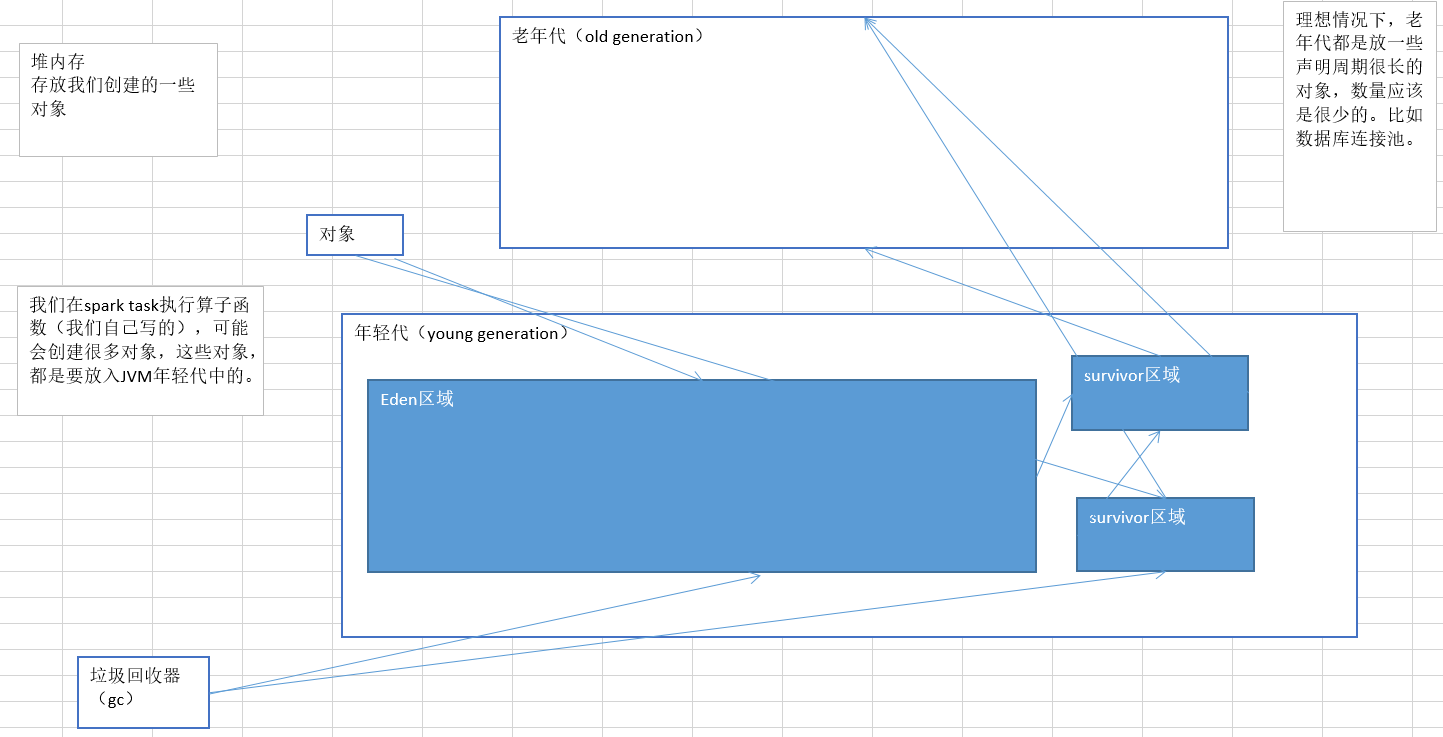 堆内存
存放我们创建的一些
对象
老年代（old generation）
理想情况下，老
年代都是放一些
声明周期很长的
对象，数量应该
是很少的。比如
数据库连接池。
对象
我们在spark task执行算子函
数（我们自己写的），可能
会创建很多对象，这些对象，
都是要放入JVM年轻代中的。
年轻代（young generation）
Eden区域
survivor区域
survivor区域
垃圾回收器
（gc）